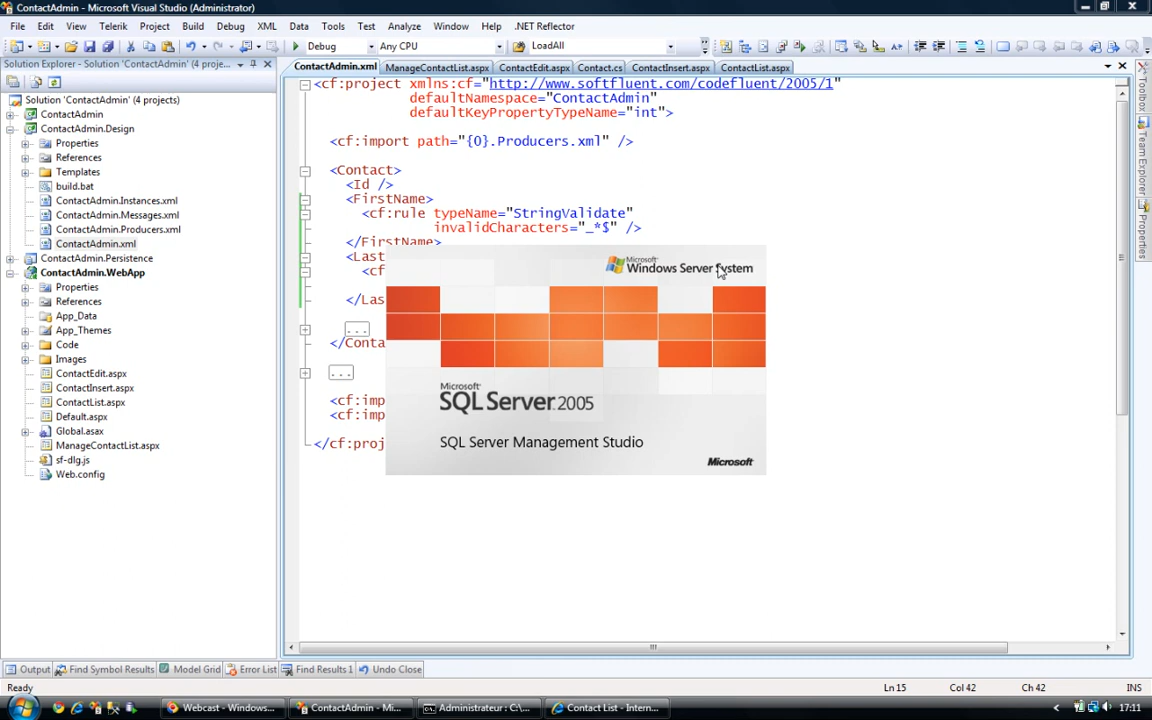 ContactAdmin - Microsoft Visual Studio (Administrator)
File Edit View Telerik Project Build Debug XML Data Tools Test Analyze Window Help .NET Reflector
Debug Any CPU LoadAll
Solution Explorer - Solution 'ContactAdmin' (4 projec...
ContactAdmin.xml ManageContactList.aspx ContactEdit.aspx Contact.cs ContactInsert.aspx ContactList.aspx
Solution 'ContactAdmin' (4 projects)
ContactAdmin
ContactAdmin.Design
Properties
References
Templates
build.bat
ContactAdmin.Instances.xml
ContactAdmin.Messages.xml
ContactAdmin.Producers.xml
ContactAdmin.xml
ContactAdmin.Persistence
ContactAdmin.WebApp
Properties
References
App_Data
App_Themes
Code
Images
ContactEdit.aspx
ContactInsert.aspx
ContactList.aspx
Default.aspx
Global.asax
ManageContactList.aspx
sf-dlg.js
Web.config
<cf:project xmlns:cf="http://www.softfluent.com/codefluent/2005/1"
defaultNamespace="ContactAdmin"
defaultKeyPropertyTypeName="int">
<cf:import path="{0}.Producers.xml" />
<Contact>
<Id />
<FirstName>
<cf:rule typeName="StringValidate"
invalidCharacters="_*$" />
</FirstName>
<Last
<cf
</Las
...
</Conta
...
<cf:imp
<cf:imp
</cf:proj
Microsoft
Windows Server System
Microsoft
SQL Server 2005
SQL Server Management Studio
Microsoft
Toolbox
Team Explorer
Properties
Output Find Symbol Results Model Grid Error List Find Results 1 Undo Close
Ready Ln 15 Col 42 Ch 42 INS
Webcast - Windows... ContactAdmin - Mi... Administrateur : C:\... Contact List - Intern... 17:11